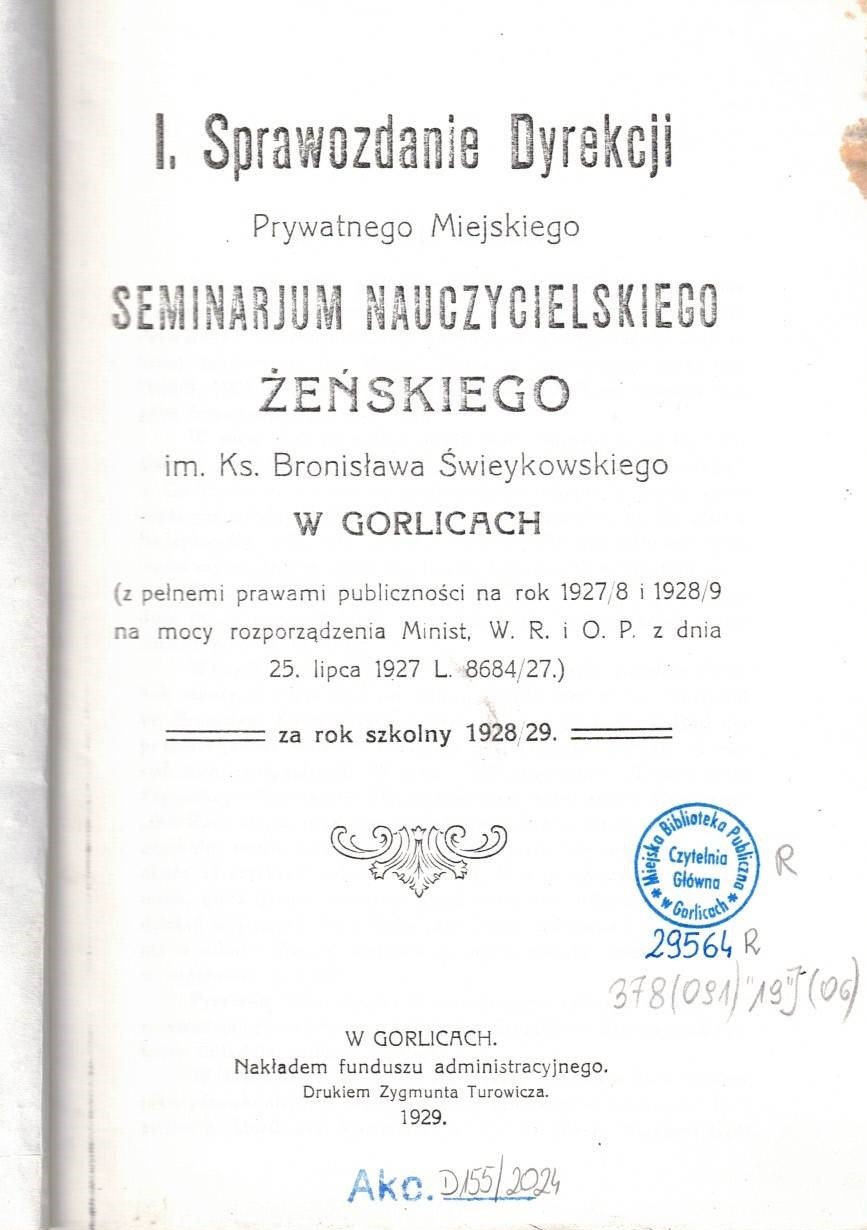 I. Sprawozdanie Dyrekcji
Prywatnego Miejskiego
SEMINARJUM NAUCZYCIELSKIEGO
ŻEŃSKIEGO
im. Ks. Bronisława Świeykowskiego
W GORLICACH
(z pełnemi prawami publiczności na rok 1927/8 i 1928/9
na mocy rozporządzenia Minist, W. R. i O. P. z dnia
25. lipca 1927 L. 8684/27.)
za rok szkolny 1928/29.
Miejska Biblioteka Publiczna
Czytelnia
Główna
* w Gorlicach *
R
29564 R
378(091)"19"(06)
W GORLICACH.
Nakładem funduszu administracyjnego.
Drukiem Zygmunta Turowicza.
1929.
Akc. D155/2024